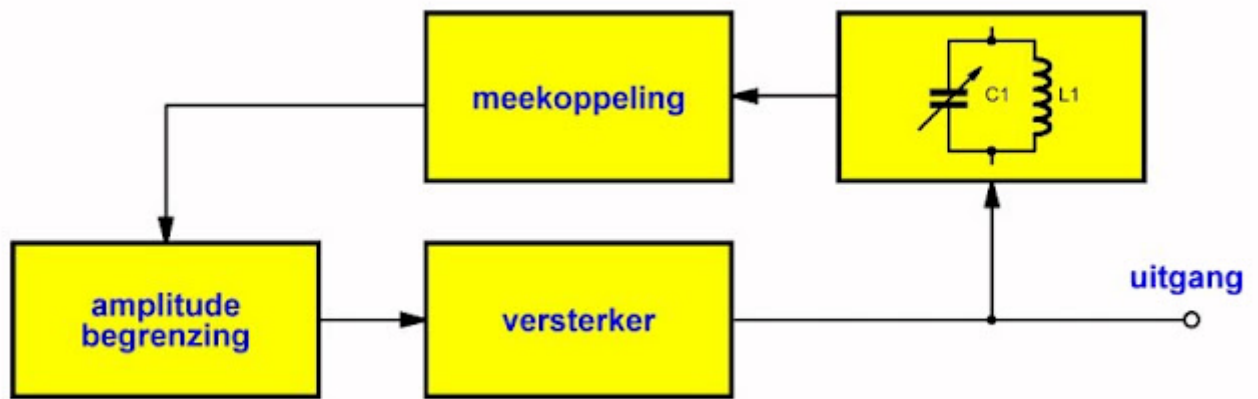 meekoppeling
C1
L1
amplitude
begrenzing
versterker
uitgang